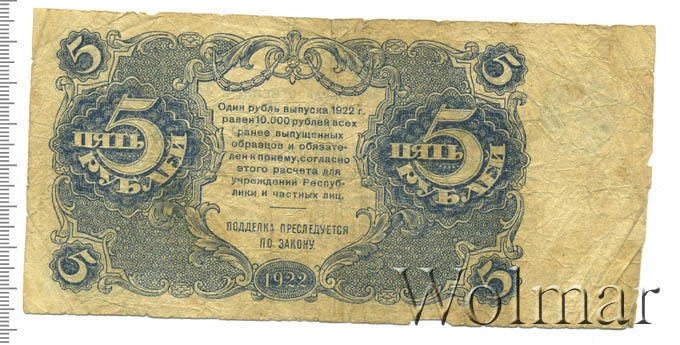 5
5
Один рубль выпуска 1922 г.
равен 10.000 рублей всех
ранее выпущенных
образцов и обязате-
лен к приему, согласно
этого расчета для
учреждений Респуб-
лики и частных лиц.
5
ПЯТЬ
РУБЛЕЙ
5
ПЯТЬ
РУБЛЕЙ
ПОДДЕЛКА ПРЕСЛЕДУЕТСЯ
ПО ЗАКОНУ
5
1922
5
Wolmar